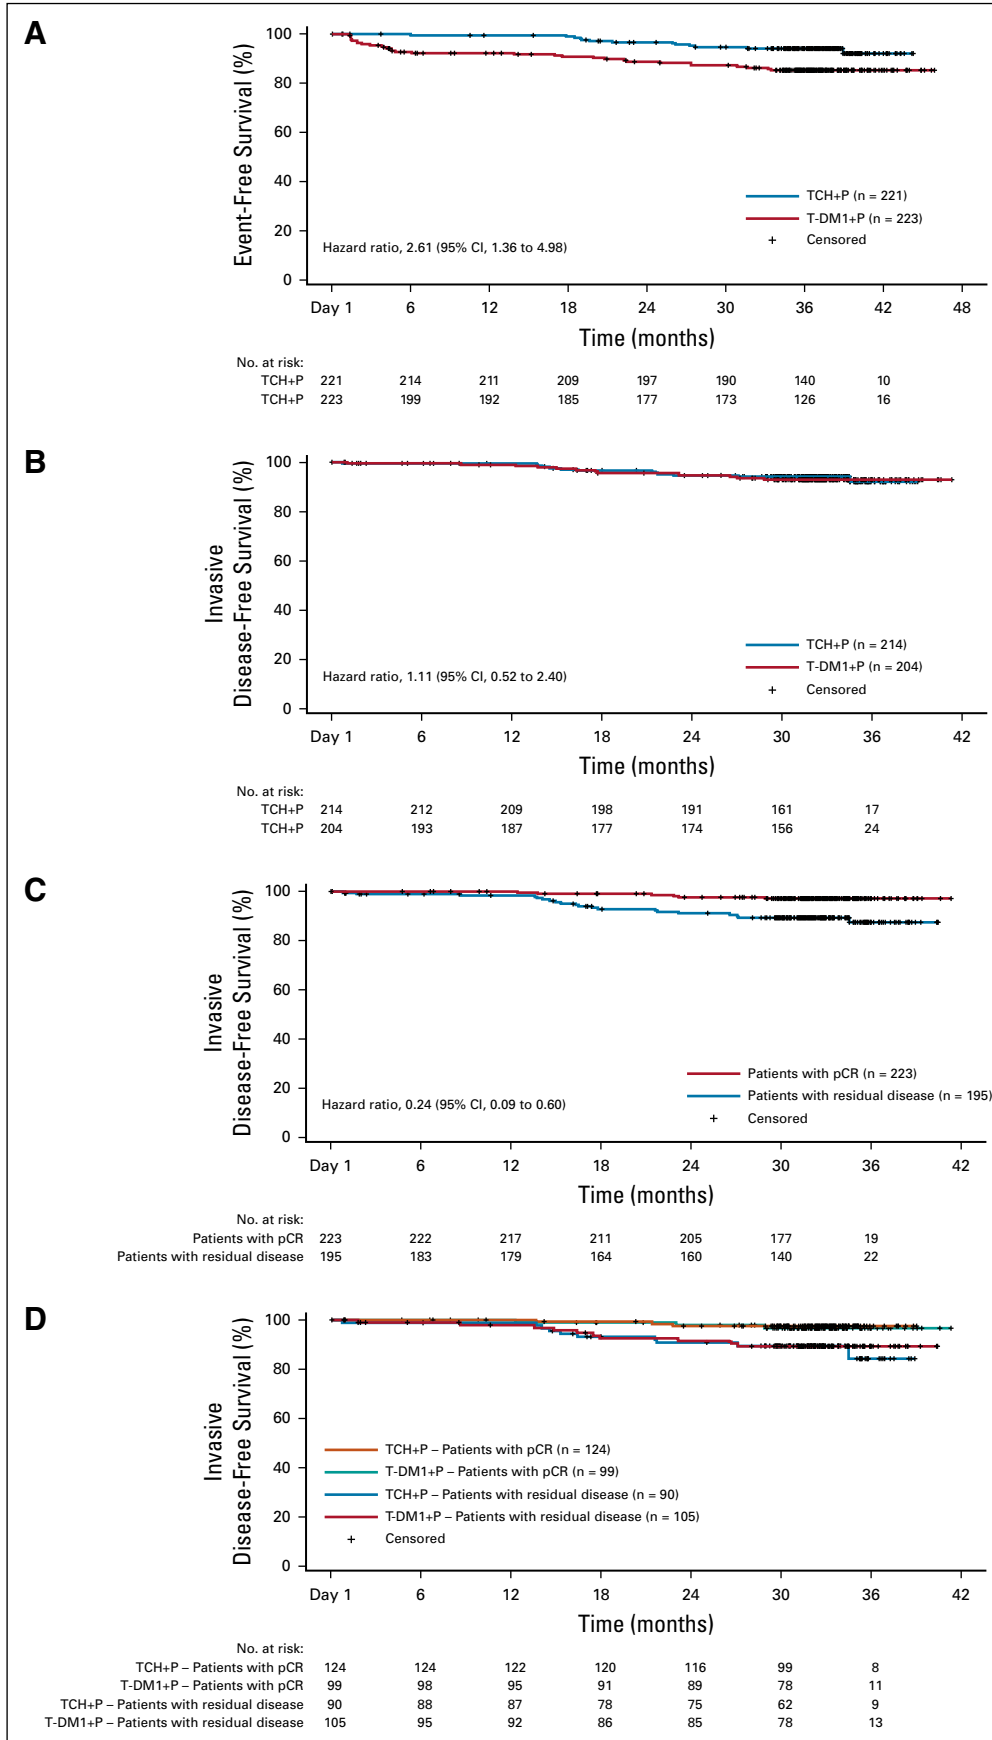 A
Event-Free Survival (%)
100
80
60
40
20
0
TCH+P (n = 221)
T-DM1+P (n = 223)
Censored
Hazard ratio, 2.61 (95% CI, 1.36 to 4.98)
Day 1 6 12 18 24 30 36 42 48
Time (months)
No. at risk:
TCH+P 221 214 211 209 197 190 140 10
TCH+P 223 199 192 185 177 173 126 16
B
Invasive
Disease-Free Survival (%)
100
80
60
40
20
0
TCH+P (n = 214)
T-DM1+P (n = 204)
Censored
Hazard ratio, 1.11 (95% CI, 0.52 to 2.40)
Day 1 6 12 18 24 30 36 42
Time (months)
No. at risk:
TCH+P 214 212 209 198 191 161 17
TCH+P 204 193 187 177 174 156 24
C
Invasive
Disease-Free Survival (%)
100
80
60
40
20
0
Patients with pCR (n = 223)
Patients with residual disease (n = 195)
Censored
Hazard ratio, 0.24 (95% CI, 0.09 to 0.60)
Day 1 6 12 18 24 30 36 42
Time (months)
No. at risk:
Patients with pCR 223 222 217 211 205 177 19
Patients with residual disease 195 183 179 164 160 140 22
D
Invasive
Disease-Free Survival (%)
100
80
60
40
20
0
TCH+P – Patients with pCR (n = 124)
T-DM1+P – Patients with pCR (n = 99)
TCH+P – Patients with residual disease (n = 90)
T-DM1+P – Patients with residual disease (n = 105)
Censored
Day 1 6 12 18 24 30 36 42
Time (months)
No. at risk:
TCH+P – Patients with pCR 124 124 122 120 116 99 8
T-DM1+P – Patients with pCR 99 98 95 91 89 78 11
TCH+P – Patients with residual disease 90 88 87 78 75 62 9
T-DM1+P – Patients with residual disease 105 95 92 86 85 78 13